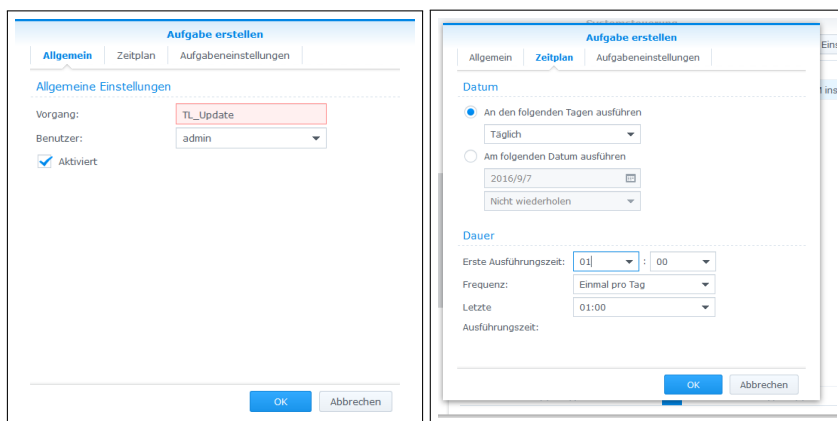 Aufgabe erstellen
Allgemein Zeitplan Aufgabeneinstellungen
Allgemeine Einstellungen
Vorgang: TL_Update
Benutzer: admin
Aktiviert
OK Abbrechen
Systemsteuerung
Eins
Aufgabe erstellen
Allgemein Zeitplan Aufgabeneinstellungen
Datum
An den folgenden Tagen ausführen
Täglich
Am folgenden Datum ausführen
2016/9/7
Nicht wiederholen
Dauer
Erste Ausführungszeit: 01 : 00
Frequenz: Einmal pro Tag
Letzte 01:00
Ausführungszeit:
OK Abbrechen